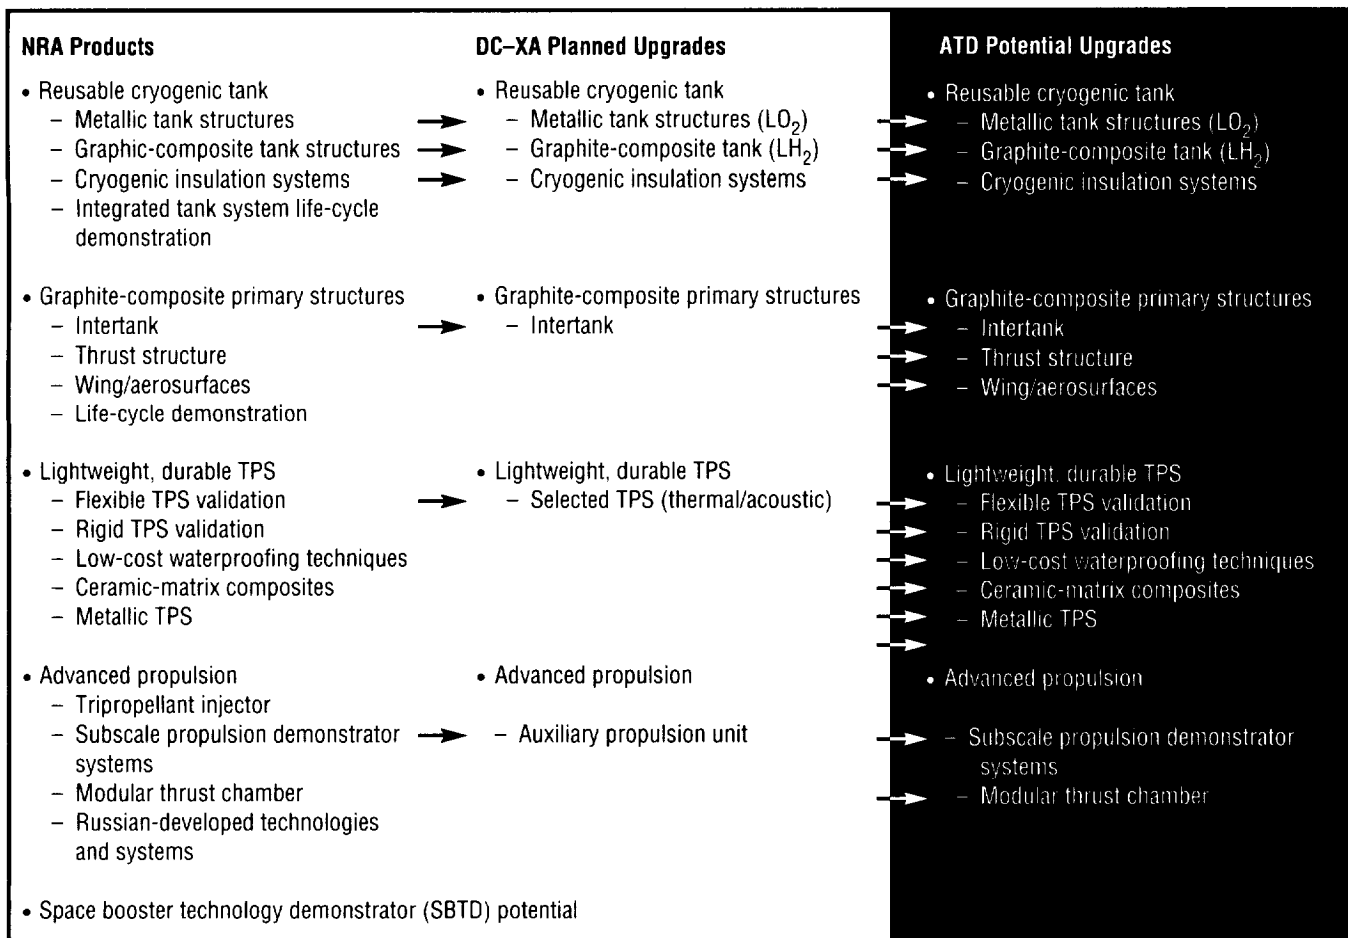 NRA Products
• Reusable cryogenic tank
– Metallic tank structures
– Graphic-composite tank structures
– Cryogenic insulation systems
– Integrated tank system life-cycle
demonstration
• Graphite-composite primary structures
– Intertank
– Thrust structure
– Wing/aerosurfaces
– Life-cycle demonstration
• Lightweight, durable TPS
– Flexible TPS validation
– Rigid TPS validation
– Low-cost waterproofing techniques
– Ceramic-matrix composites
– Metallic TPS
• Advanced propulsion
– Tripropellant injector
– Subscale propulsion demonstrator
systems
– Modular thrust chamber
– Russian-developed technologies
and systems
• Space booster technology demonstrator (SBTD) potential
DC–XA Planned Upgrades
• Reusable cryogenic tank
– Metallic tank structures (LO₂)
– Graphite-composite tank (LH₂)
– Cryogenic insulation systems
• Graphite-composite primary structures
– Intertank
• Lightweight, durable TPS
– Selected TPS (thermal/acoustic)
• Advanced propulsion
– Auxiliary propulsion unit
ATD Potential Upgrades
• Reusable cryogenic tank
– Metallic tank structures (LO₂)
– Graphite-composite tank (LH₂)
– Cryogenic insulation systems
• Graphite-composite primary structures
– Intertank
– Thrust structure
– Wing/aerosurfaces
• Lightweight, durable TPS
– Flexible TPS validation
– Rigid TPS validation
– Low-cost waterproofing techniques
– Ceramic-matrix composites
– Metallic TPS
• Advanced propulsion
– Subscale propulsion demonstrator
systems
– Modular thrust chamber